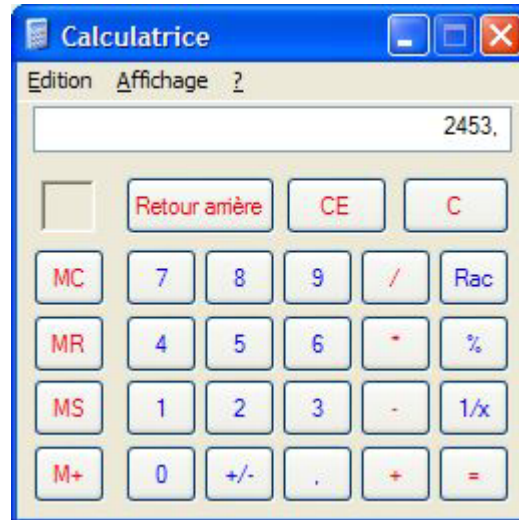 Calculatrice
Edition Affichage ?
2453,
Retour arrière CE C
MC 7 8 9 / Rac
MR 4 5 6 * %
MS 1 2 3 - 1/x
M+ 0 +/- , + =